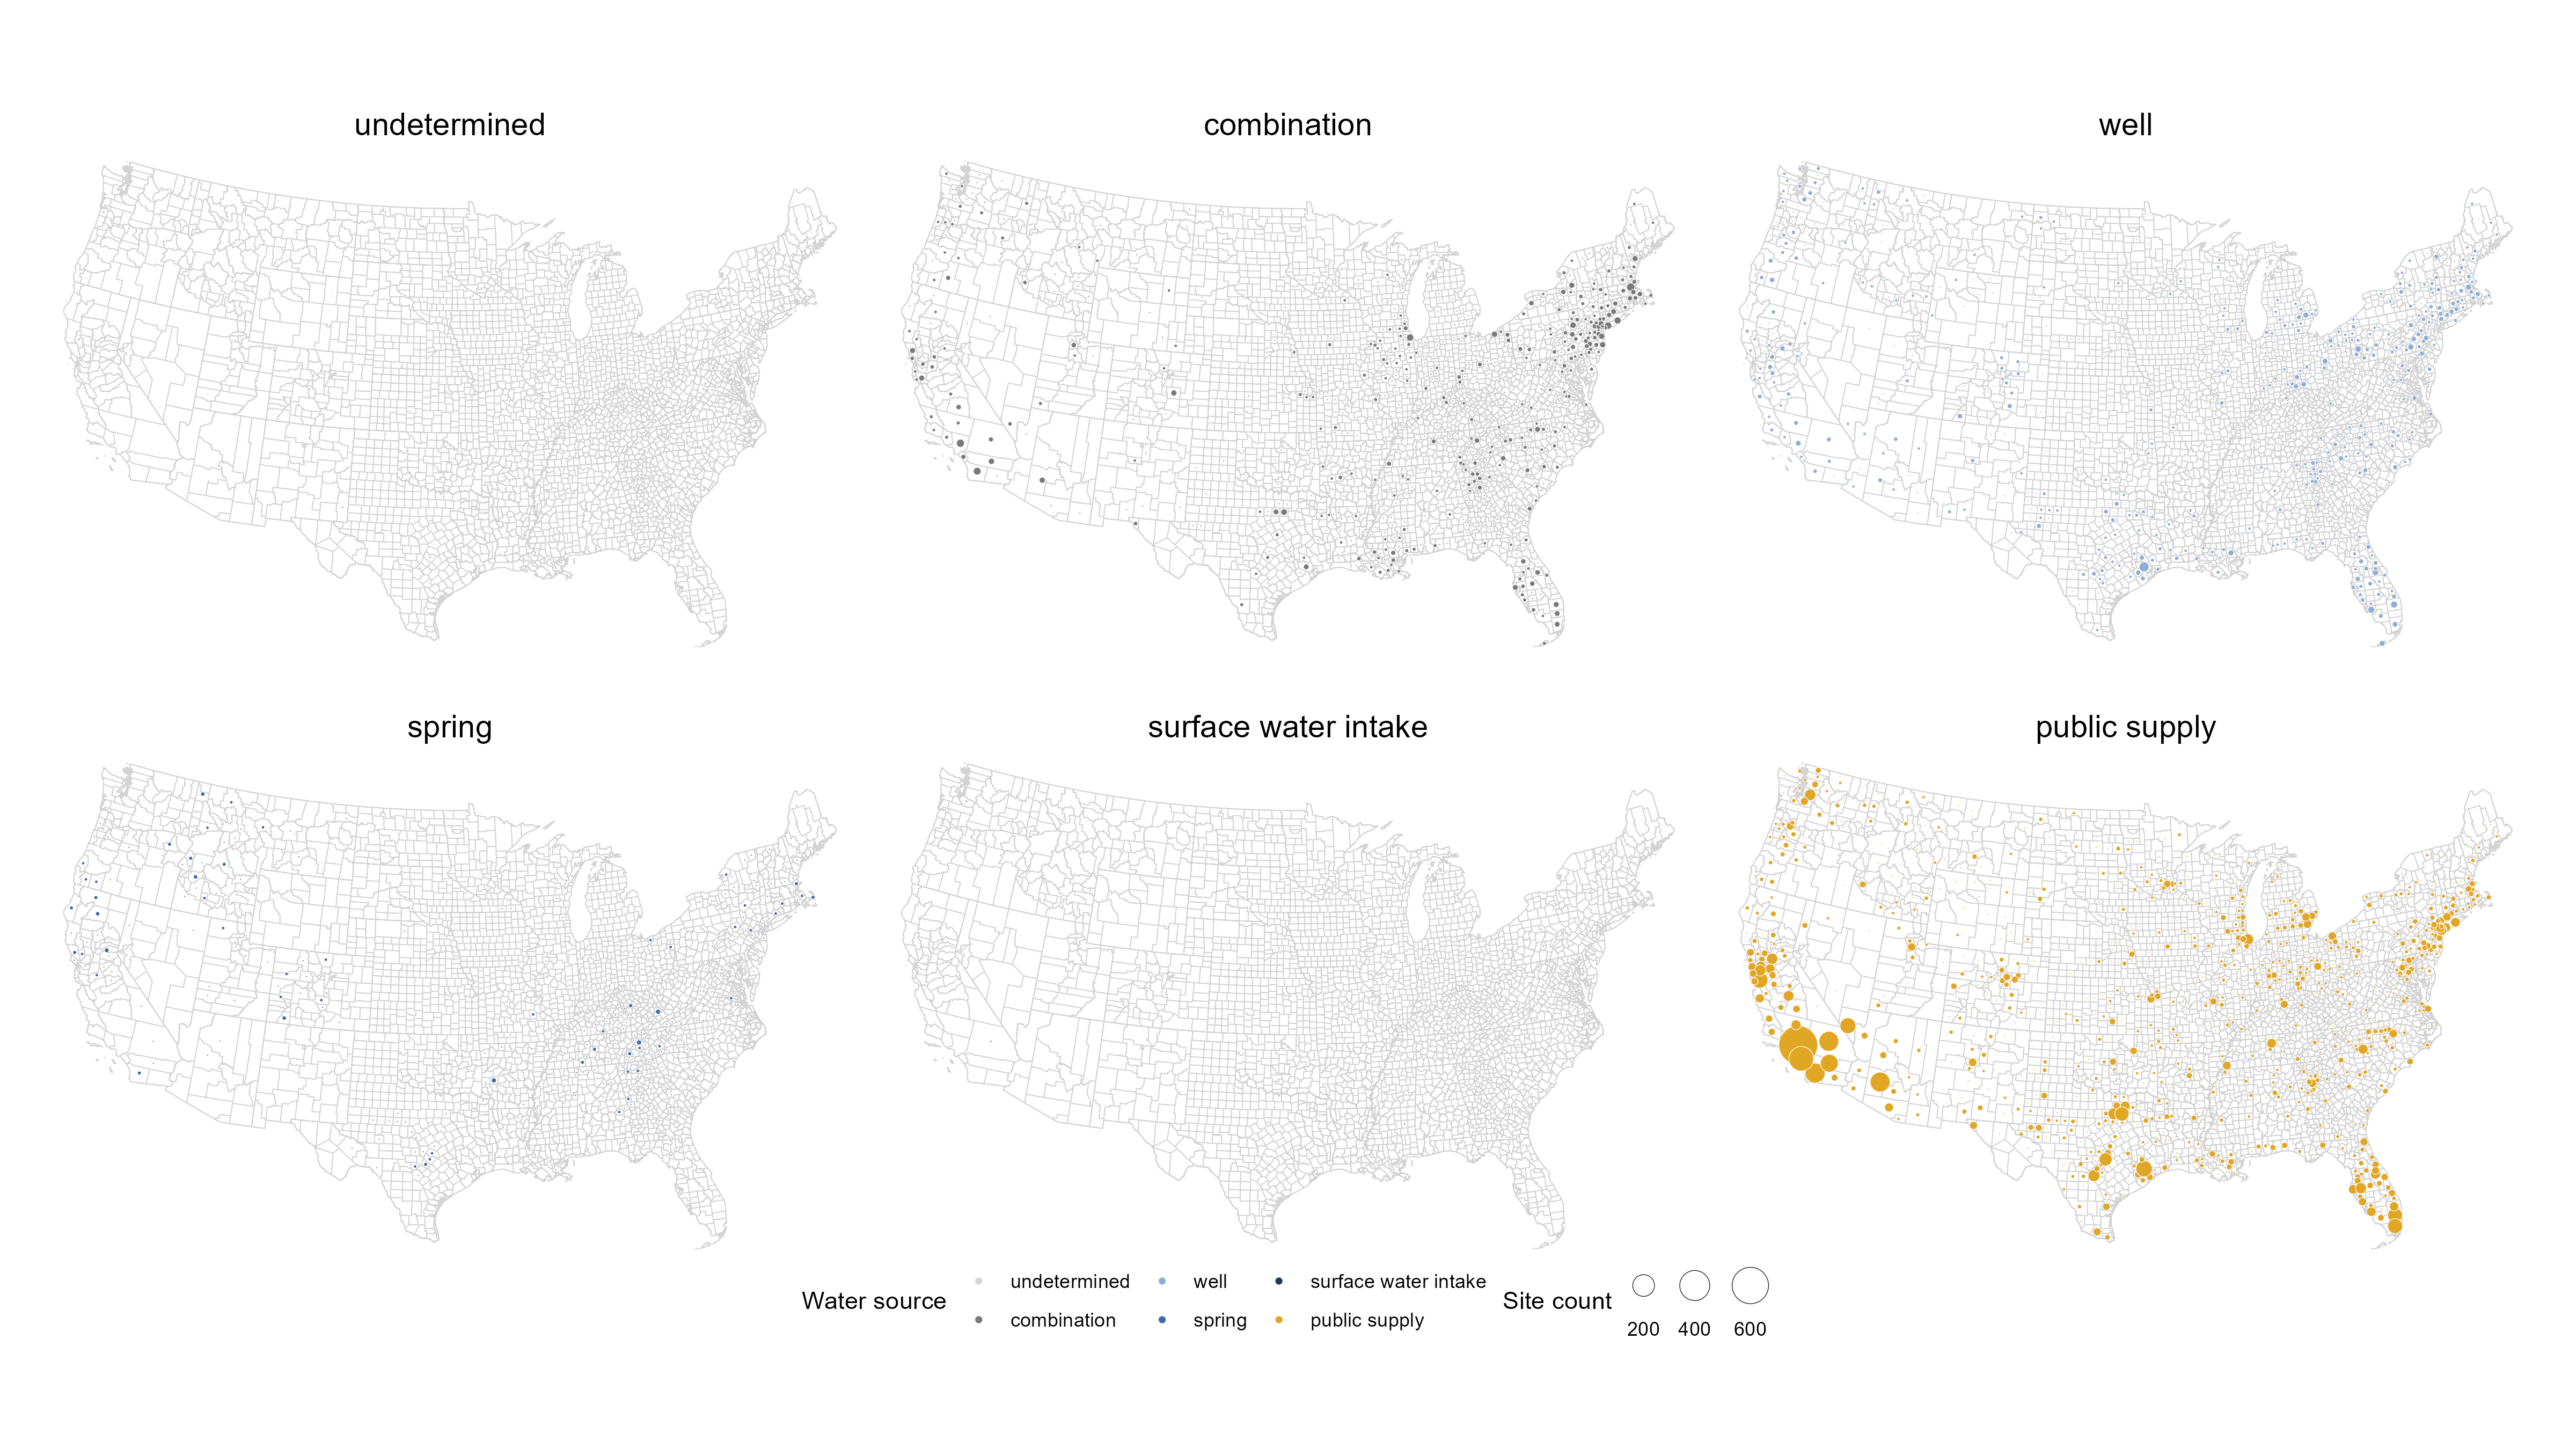 undetermined
combination
well
spring
surface water intake
public supply
Water source
undetermined
well
surface water intake
combination
spring
public supply
Site count
200 400 600